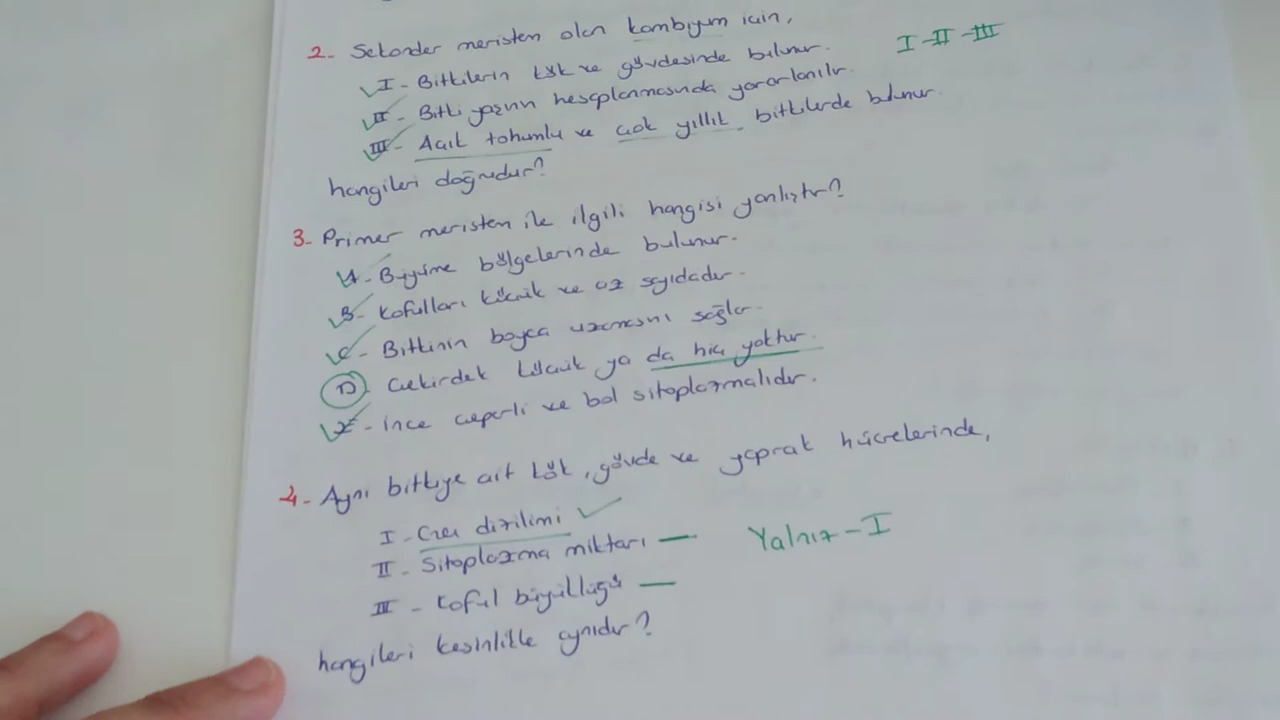 2. Sekonder meristem olan kambiyum için,
I - Bitkilerin kök ve gövdesinde bulunur.
I - II - III
II - Bitki yaşının hesaplanmasında yararlanılır.
III - Açık tohumlu ve çok yıllık bitkilerde bulunur.
hangileri doğrudur?
3. Primer meristem ile ilgili hangisi yanlıştır?
A - Büyüme bölgelerinde bulunur.
B - Kofulları küçük ve az sayıdadır.
C - Bitkinin boyca uzamasını sağlar.
D - Çekirdek küçük ya da hiç yoktur.
E - İnce çeperli ve bol sitoplazmalıdır.
4 - Aynı bitkiye ait kök, gövde ve yaprak hücrelerinde,
I - Gen dizilimi ✓
II - Sitoplazma miktarı —
Yalnız - I
III - Koful büyüklüğü —
hangileri kesinlikle aynıdır?